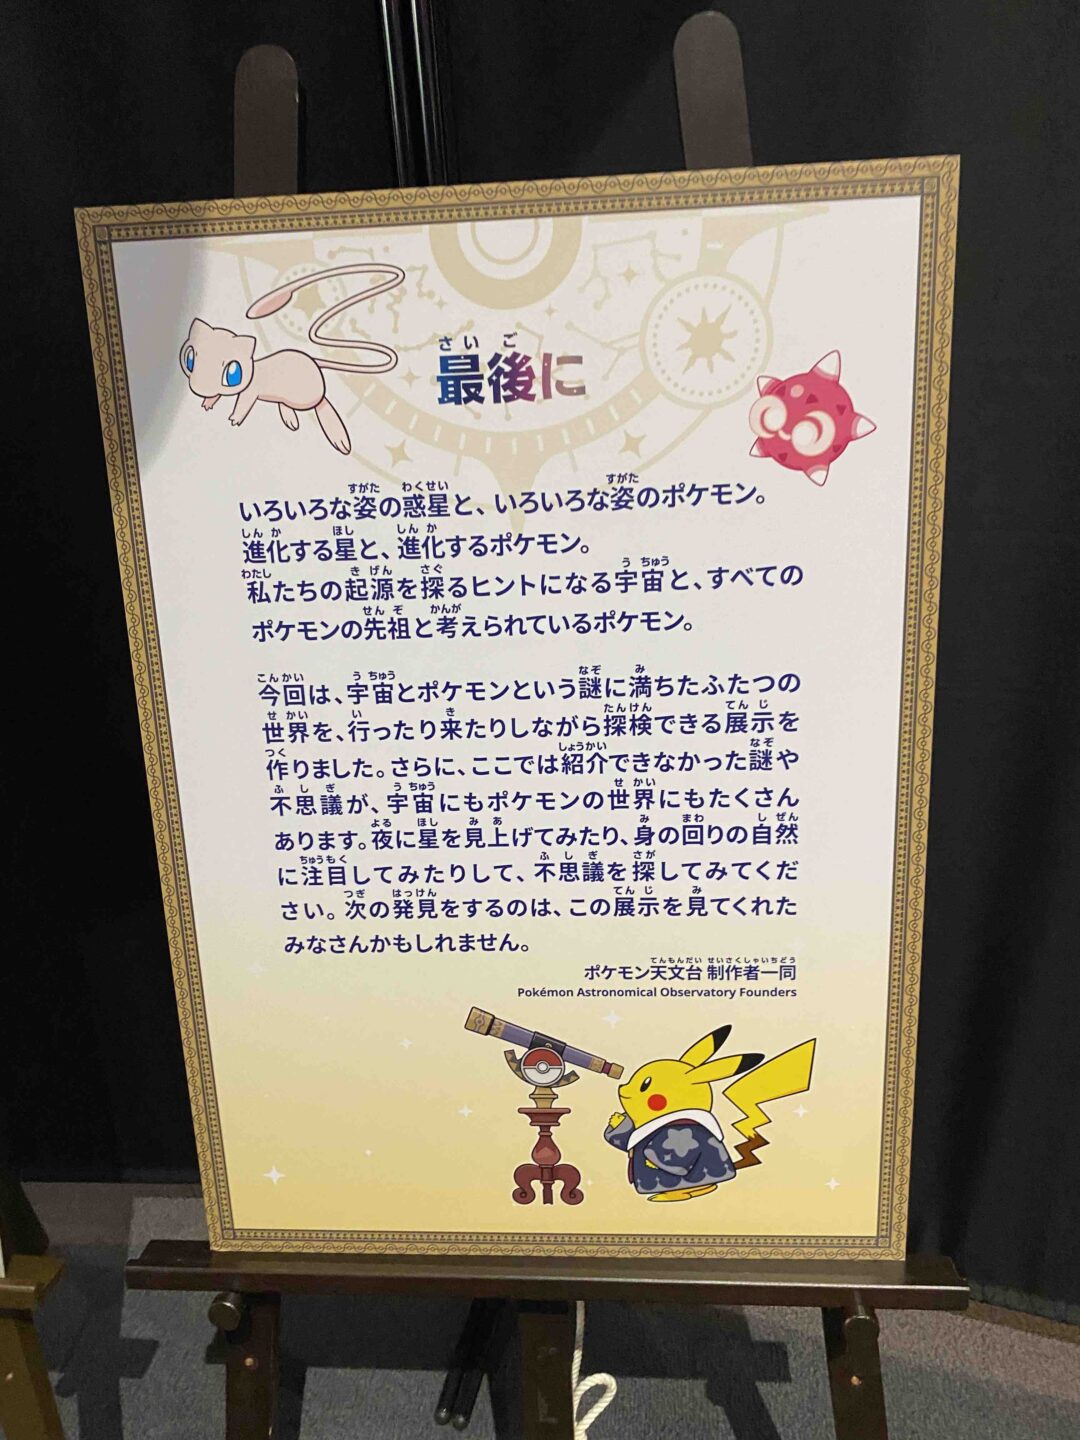 最後に
いろいろな姿の惑星と、いろいろな姿のポケモン。
進化する星と、進化するポケモン。
私たちの起源を探るヒントになる宇宙と、すべての
ポケモンの先祖と考えられているポケモン。
今回は、宇宙とポケモンという謎に満ちたふたつの
世界を、行ったり来たりしながら探検できる展示を
作りました。さらに、ここでは紹介できなかった謎や
不思議が、宇宙にもポケモンの世界にもたくさん
あります。夜に星を見上げてみたり、身の回りの自然
に注目してみたりして、不思議を探してみてくだ
さい。次の発見をするのは、この展示を見てくれた
みなさんかもしれません。
ポケモン天文台 制作者一同
Pokémon Astronomical Observatory Founders